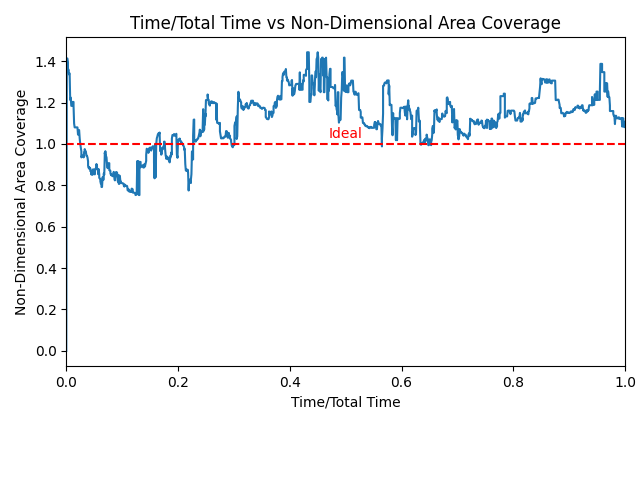 Time/Total Time vs Non-Dimensional Area Coverage
Non-Dimensional Area Coverage
1.4
1.2
1.0
0.8
0.6
0.4
0.2
0.0
Ideal
0.0 0.2 0.4 0.6 0.8 1.0
Time/Total Time